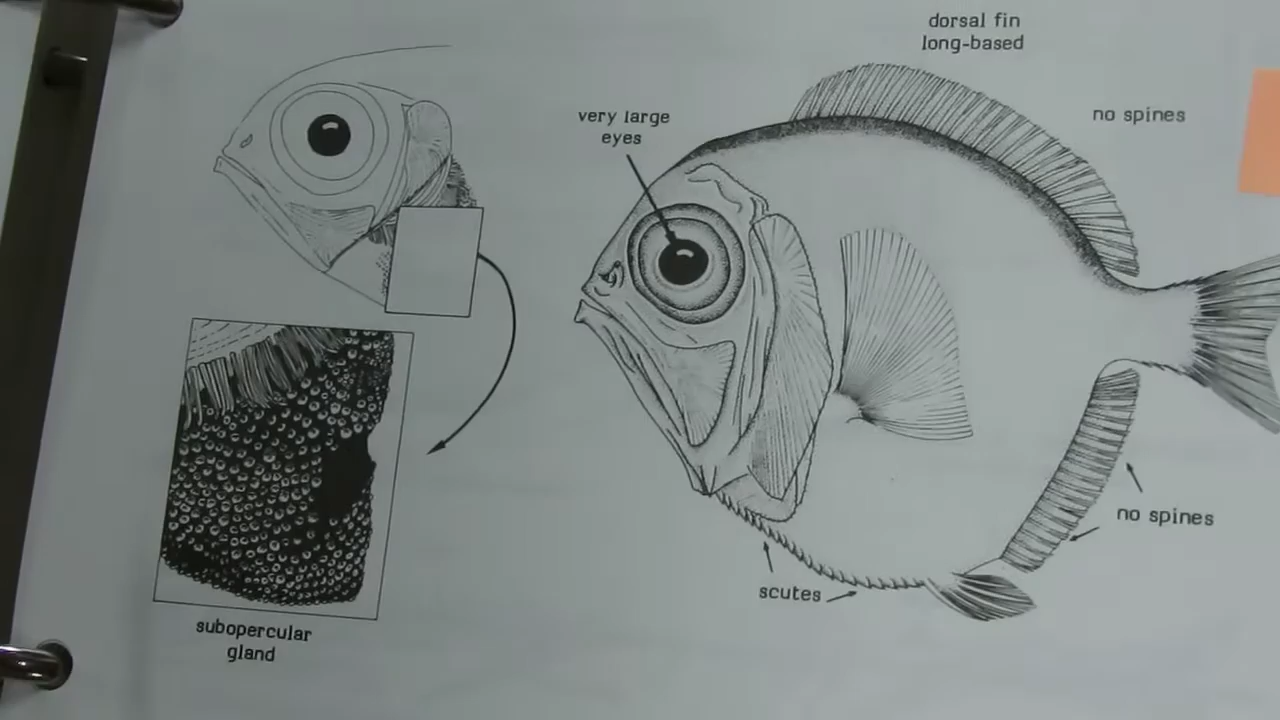 dorsal fin
long-based
no spines
very large
eyes
no spines
scutes
subopercular
gland